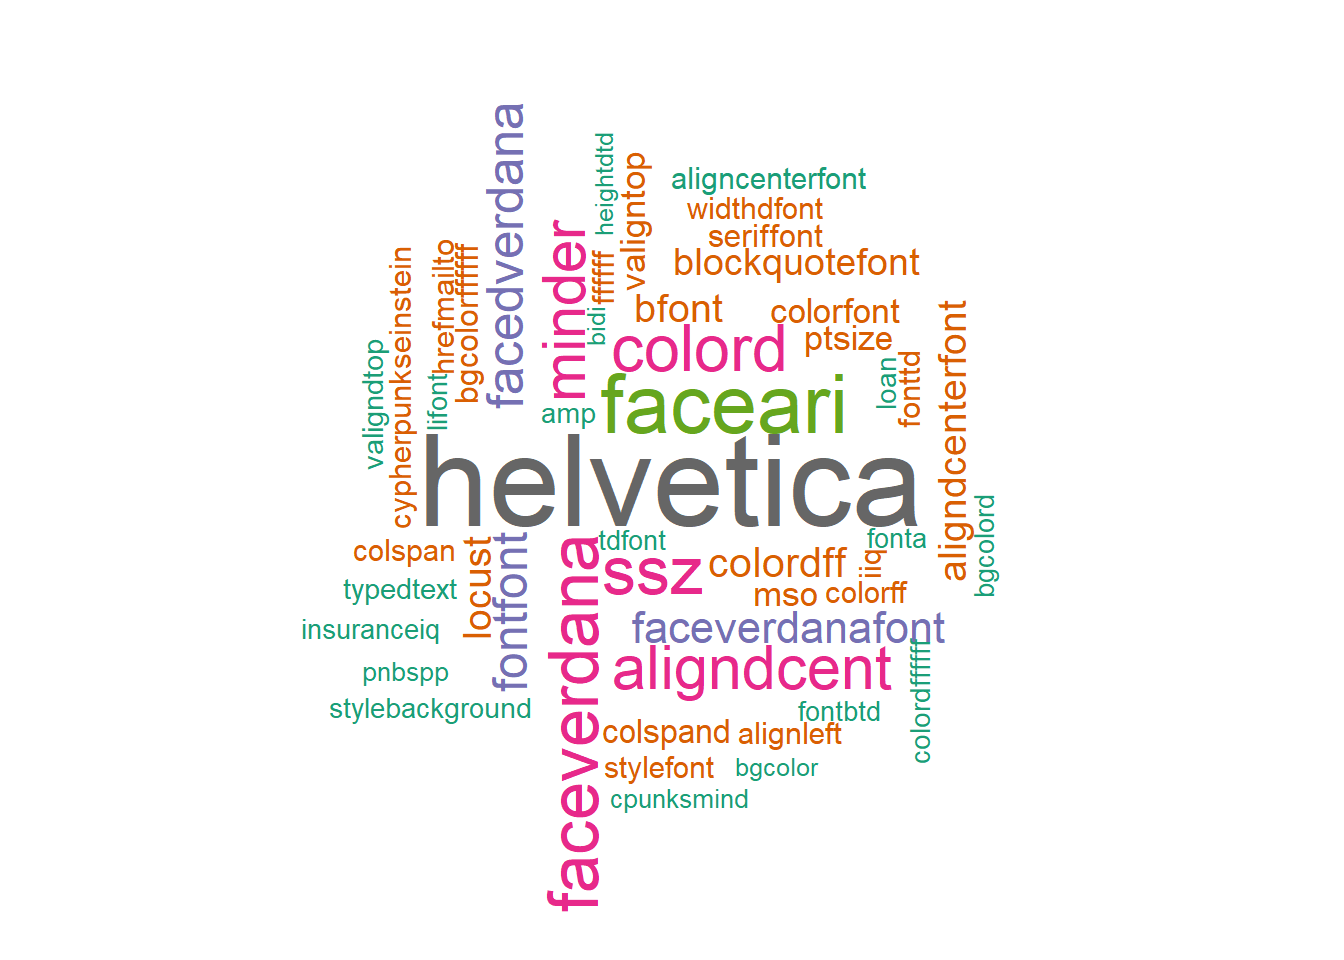 facedverdana
heightdtd
valigntop
aligncenterfont
widthdfont
seriffont
blockquotefont
minder
hrefmailto
bgcolorffffff
cypherpunkseinstein
ffffff
bidi
bfont
colorfont
ptsize
colord
aligndcenterfont
valigndtop
lifont
loan
fonttd
amp
faceari
helvetica
bgcolord
colspan
locust
fontfont
faceverdana
tdfont
fonta
ssz
colordff
iiq
typedtext
mso
colorff
insuranceiq
faceverdanafont
aligndcent
colordffffff
pnbspp
stylebackground
fontbtd
colspand
alignleft
stylefont
bgcolor
cpunksmind